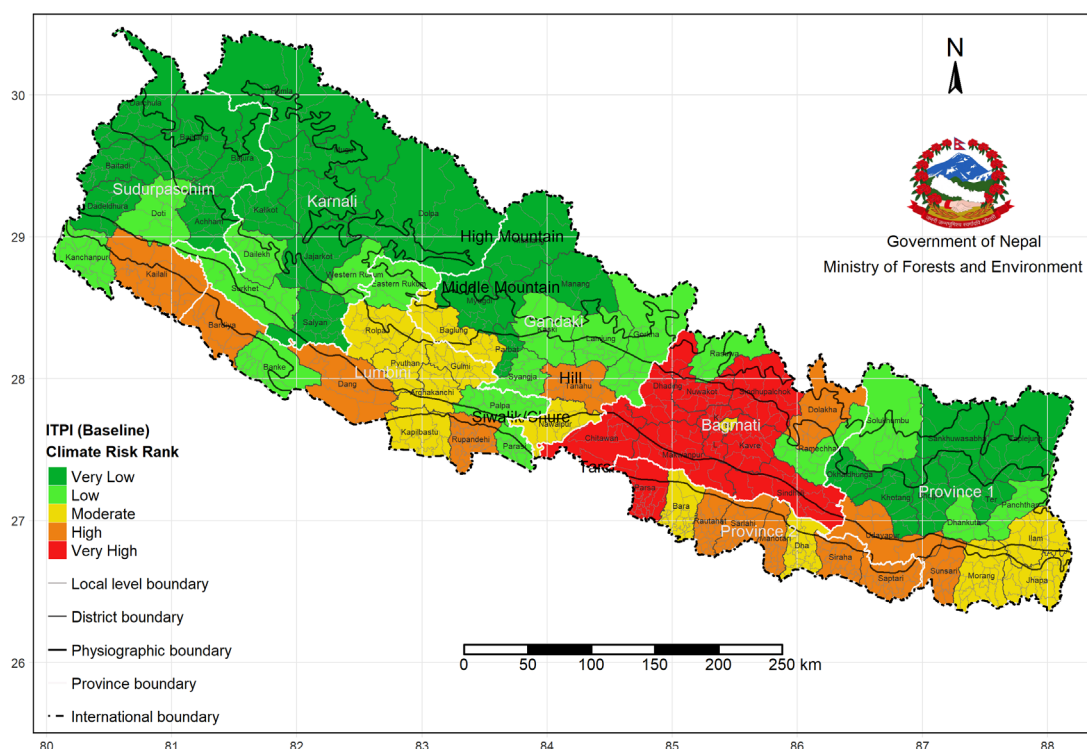 N
Government of Nepal
Ministry of Forests and Environment
30
29
28
27
26
80
81
82
83
84
85
86
87
88
Darchula
Humla
Bajhang
Bajura
Mugu
Baitadi
Sudurpaschim
Dadeldhura
Doti
Achham
Kalikot
Karnali
Dolpa
High Mountain
Kanchanpur
Kailali
Dailekh
Jajarkot
Western Rukum
Eastern Rukum
Middle Mountain
Manang
Myagdi
Surkhet
Bardiya
Salyan
Rolpa
Baglung
Gandaki
Kaski
Lamjung
Gorkha
Parbat
Rasuwa
Banke
Dang
Lumbini
Pyuthan
Gulmi
Syangja
Tanahu
Hill
Dhading
Nuwakot
Sindhupalchok
Dolakha
Solukhumbu
Sankhuwasabha
Taplejung
Arghakanchi
Palpa
Siwalik/Chure
Nawalpur
Kapilbastu
Rupandehi
Parasi
Chitawan
Bagmati
Kavre
Ramechhap
Okhaldhunga
Makwanpur
Sindhuli
Khotang
Province 1
Ter
Panchthar
Dhankuta
Parsa
Bara
Rautahat
Sarlahi
Province 2
Dha
Siraha
Saptari
Udayapur
Sunsari
Morang
Ilam
Jhapa
ITPI (Baseline)
Climate Risk Rank
Very Low
Low
Moderate
High
Very High
Local level boundary
District boundary
Physiographic boundary
Province boundary
International boundary
0 50 100 150 200 250 km